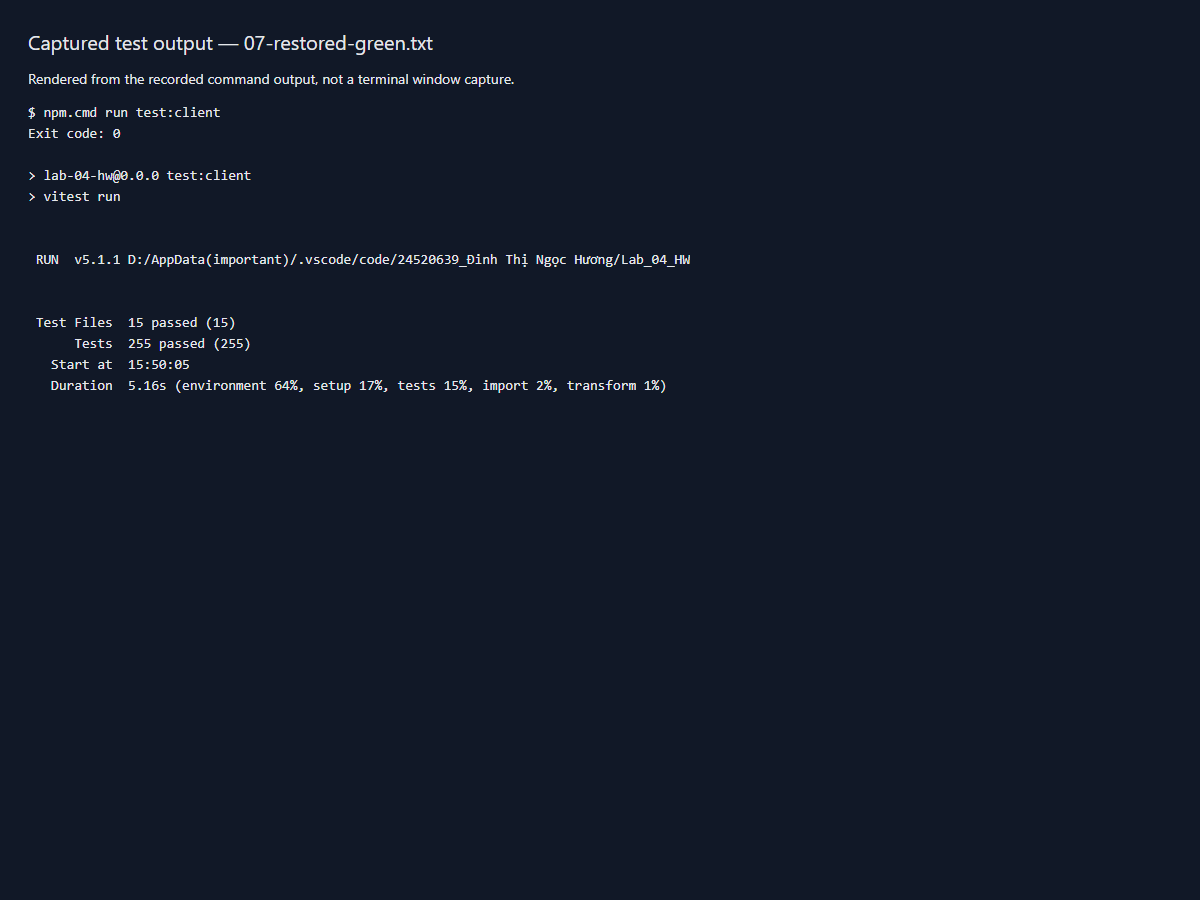 Captured test output — 07-restored-green.txt
Rendered from the recorded command output, not a terminal window capture.
$ npm.cmd run test:client
Exit code: 0
> lab-04-hw@0.0.0 test:client
> vitest run
RUN  v5.1.1 D:/AppData(important)/.vscode/code/24520639_Đinh Thị Ngọc Hương/Lab_04_HW
Test Files  15 passed (15)
Tests  255 passed (255)
Start at  15:50:05
Duration  5.16s (environment 64%, setup 17%, tests 15%, import 2%, transform 1%)